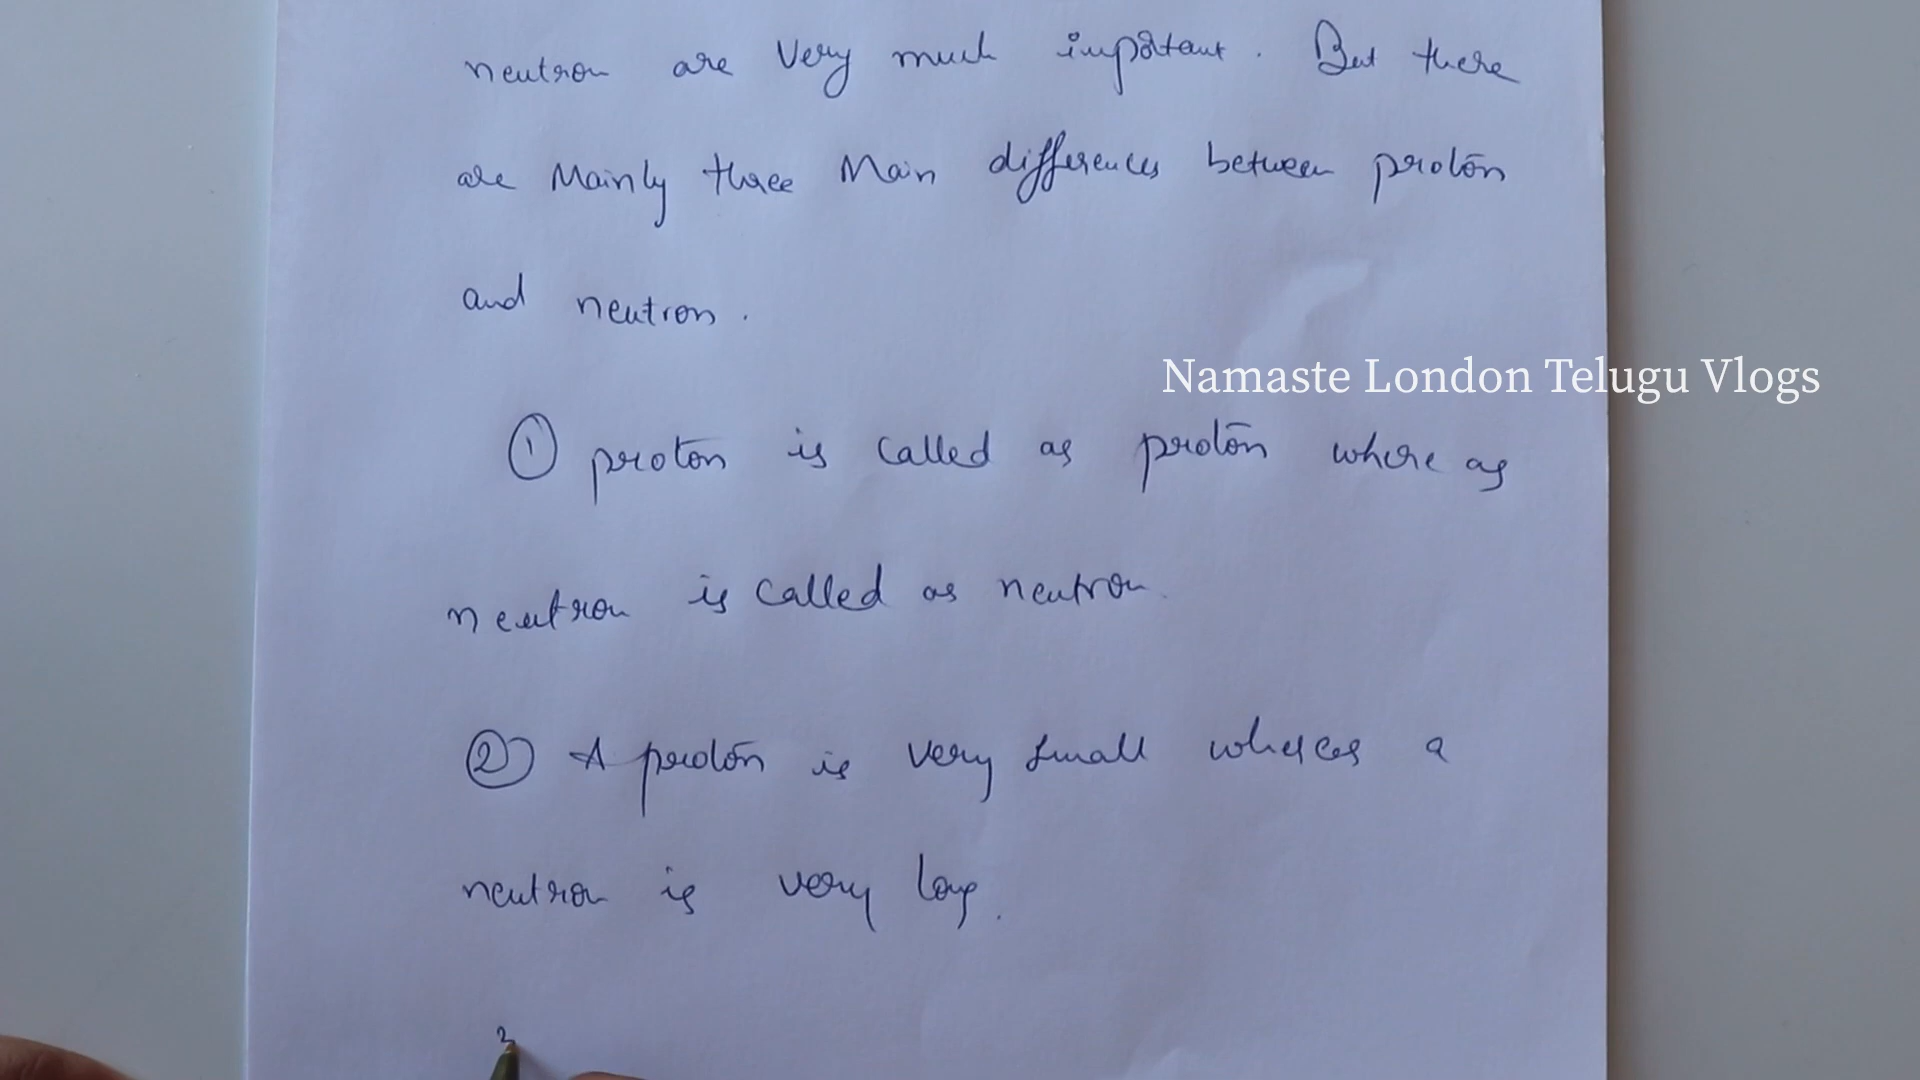 neutron are Very much important. But there
are Mainly three Main differences between proton
and neutron.
Namaste London Telugu Vlogs
① proton is called as proton where as
neutron is called as neutron.
② A proton is very small whereas a
neutron is very